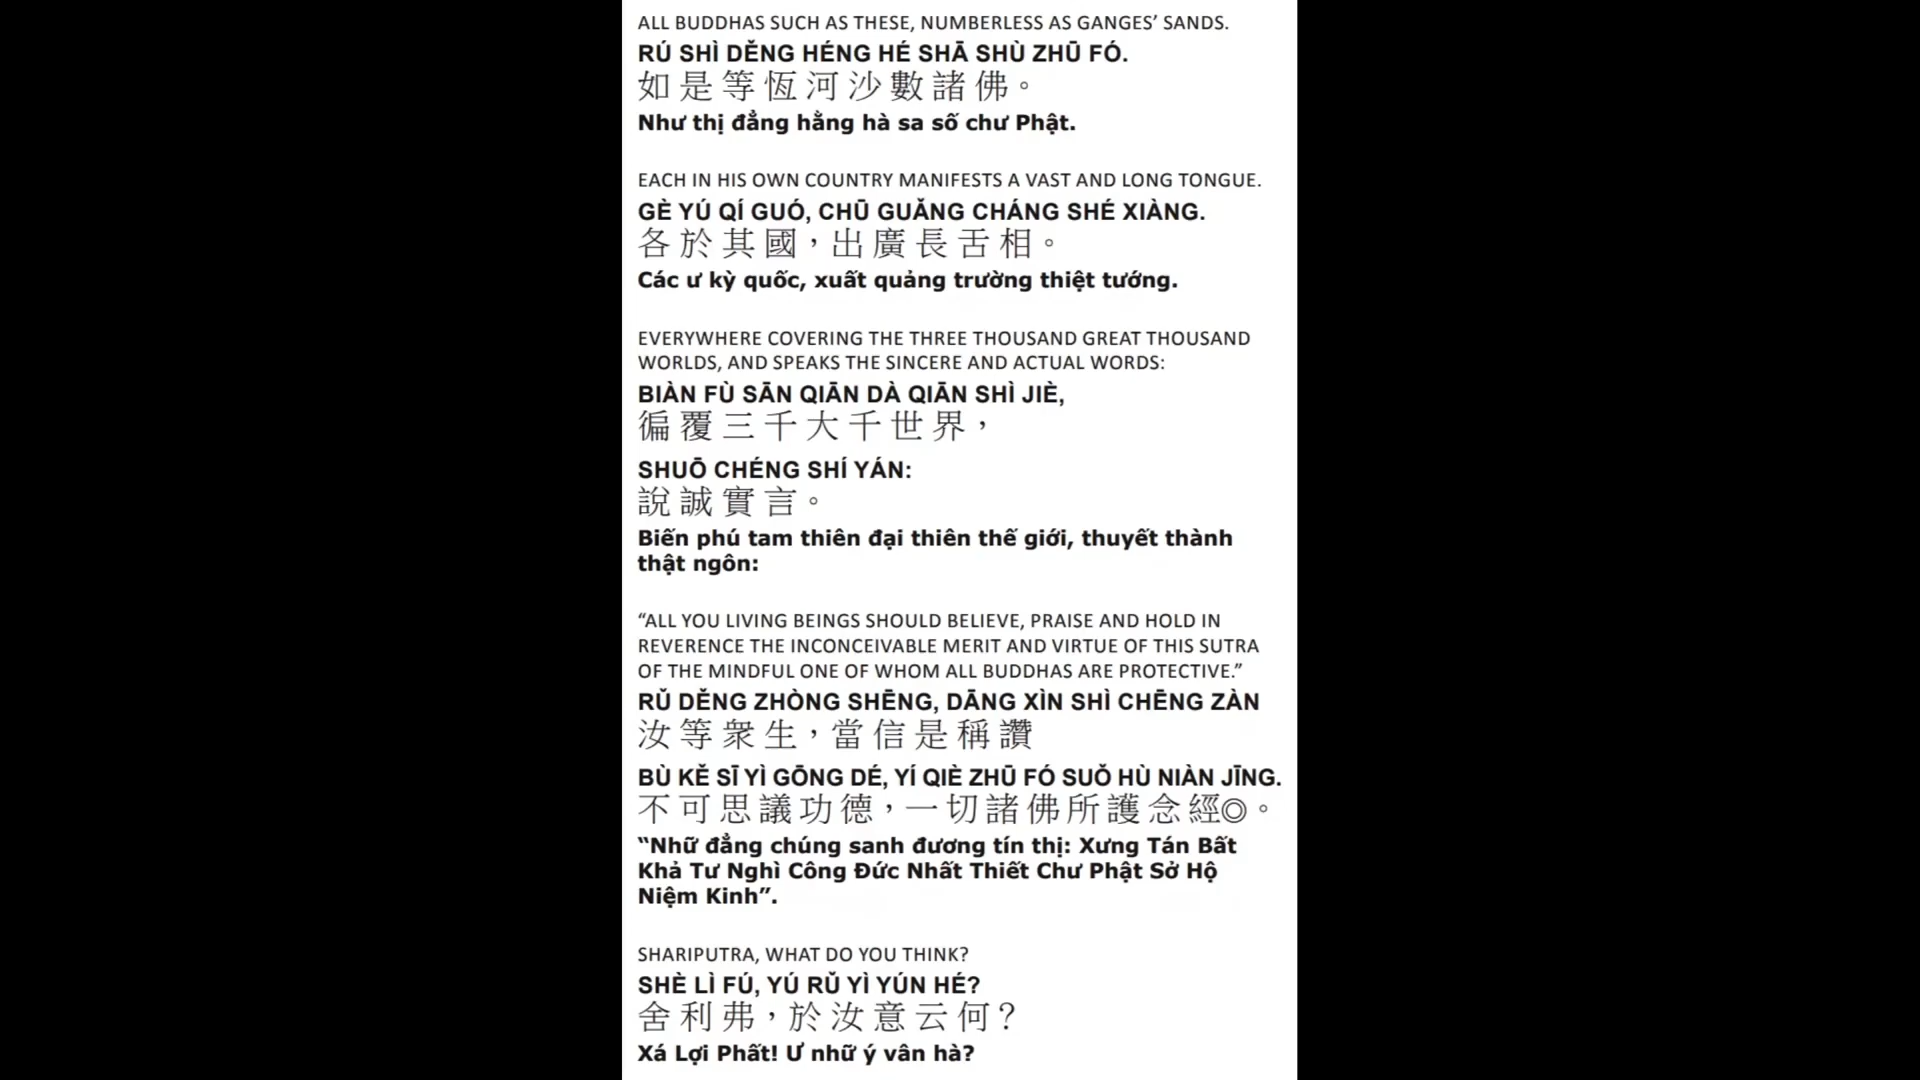 ALL BUDDHAS SUCH AS THESE, NUMBERLESS AS GANGES’ SANDS.
RÚ SHÌ DĚNG HÉNG HÉ SHĀ SHÙ ZHŪ FÓ.
如是等恆河沙數諸佛。
Như thị đẳng hằng hà sa số chư Phật.
EACH IN HIS OWN COUNTRY MANIFESTS A VAST AND LONG TONGUE.
GÈ YÚ QÍ GUÓ, CHŪ GUǍNG CHÁNG SHÉ XIÀNG.
各於其國，出廣長舌相。
Các ư kỳ quốc, xuất quảng trường thiệt tướng.
EVERYWHERE COVERING THE THREE THOUSAND GREAT THOUSAND
WORLDS, AND SPEAKS THE SINCERE AND ACTUAL WORDS:
BIÀN FÙ SĀN QIĀN DÀ QIĀN SHÌ JIÈ,
徧覆三千大千世界，
SHUŌ CHÉNG SHÍ YÁN:
說誠實言。
Biến phú tam thiên đại thiên thế giới, thuyết thành
thật ngôn:
“ALL YOU LIVING BEINGS SHOULD BELIEVE, PRAISE AND HOLD IN
REVERENCE THE INCONCEIVABLE MERIT AND VIRTUE OF THIS SUTRA
OF THE MINDFUL ONE OF WHOM ALL BUDDHAS ARE PROTECTIVE.”
RǓ DĚNG ZHÒNG SHĒNG, DĀNG XÌN SHÌ CHĒNG ZÀN
汝等衆生，當信是稱讚
BÙ KĚ SĪ YÌ GŌNG DÉ, YÍ QIÈ ZHŪ FÓ SUǑ HÙ NIÀN JĪNG.
不可思議功德，一切諸佛所護念經◎。
“Nhữ đẳng chúng sanh đương tín thị: Xưng Tán Bất
Khả Tư Nghì Công Đức Nhất Thiết Chư Phật Sở Hộ
Niệm Kinh”.
SHARIPUTRA, WHAT DO YOU THINK?
SHÈ LÌ FÚ, YÚ RǓ YÌ YÚN HÉ?
舍利弗，於汝意云何？
Xá Lợi Phất! Ư nhữ ý vân hà?